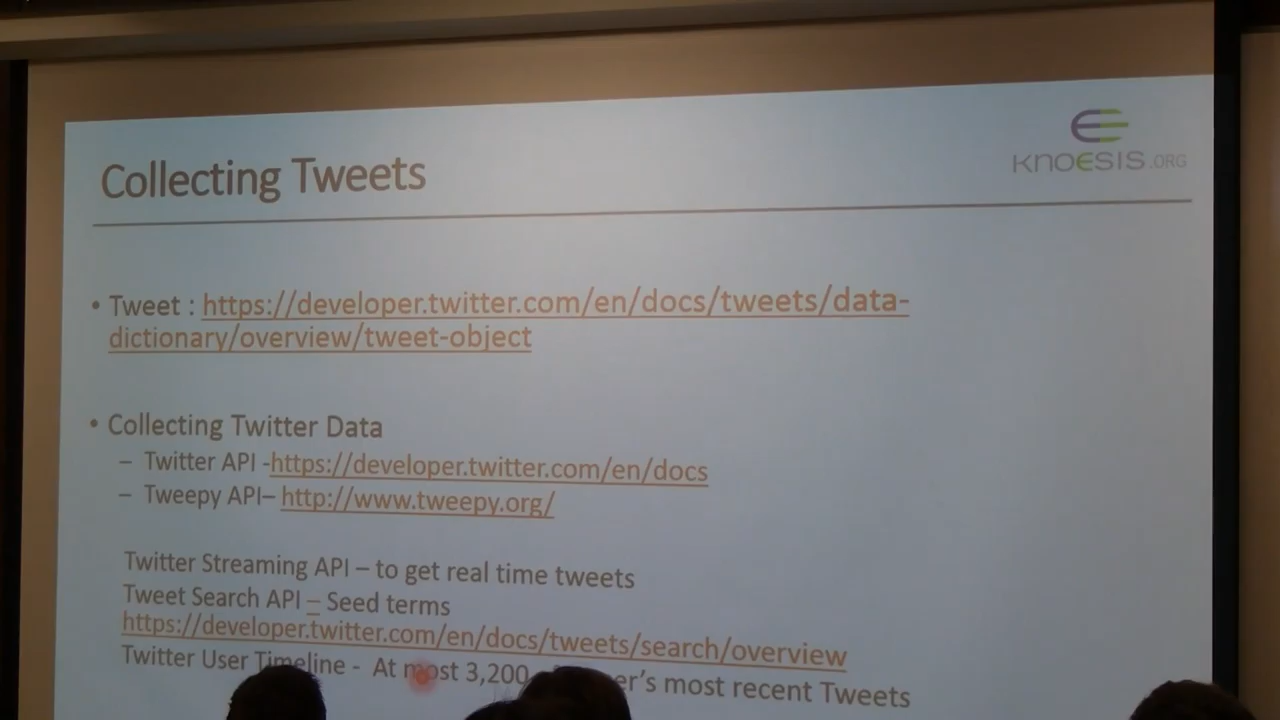 Collecting Tweets
KNOESIS.ORG
• Tweet : https://developer.twitter.com/en/docs/tweets/data-
dictionary/overview/tweet-object
• Collecting Twitter Data
– Twitter API -https://developer.twitter.com/en/docs
– Tweepy API– http://www.tweepy.org/
Twitter Streaming API – to get real time tweets
Tweet Search API – Seed terms
https://developer.twitter.com/en/docs/tweets/search/overview
Twitter User Timeline - At most 3,200 most recent Tweets